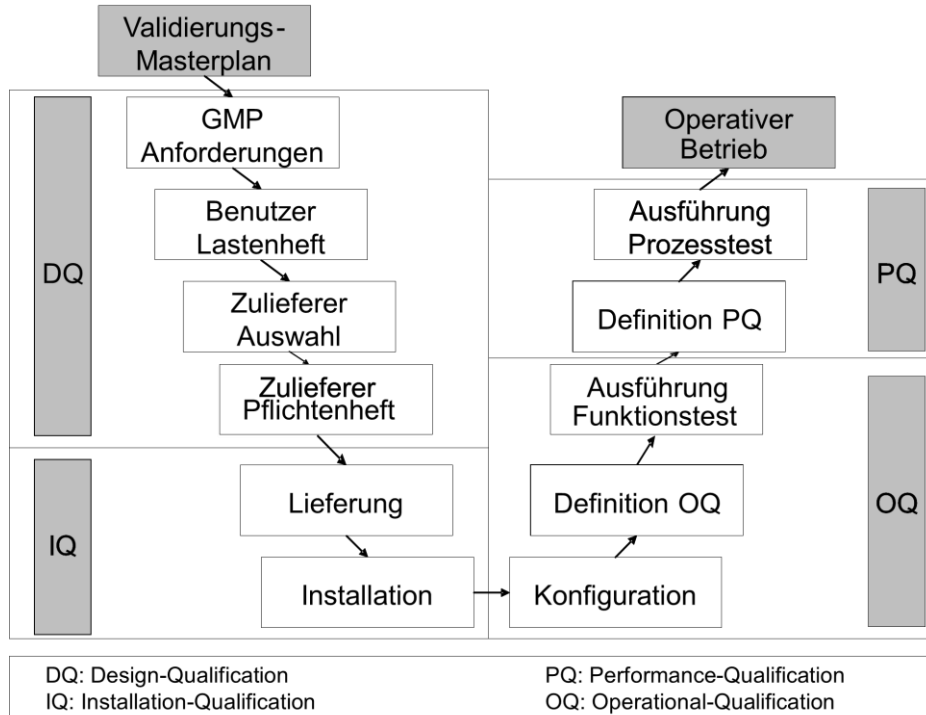 Validierungs-
Masterplan
GMP
Anforderungen
Benutzer
Lastenheft
Zulieferer
Auswahl
Zulieferer
Pflichtenheft
DQ
Lieferung
Installation
IQ
Konfiguration
Definition OQ
Ausführung
Funktionstest
OQ
Definition PQ
Ausführung
Prozesstest
PQ
Operativer
Betrieb
DQ: Design-Qualification
IQ: Installation-Qualification
PQ: Performance-Qualification
OQ: Operational-Qualification